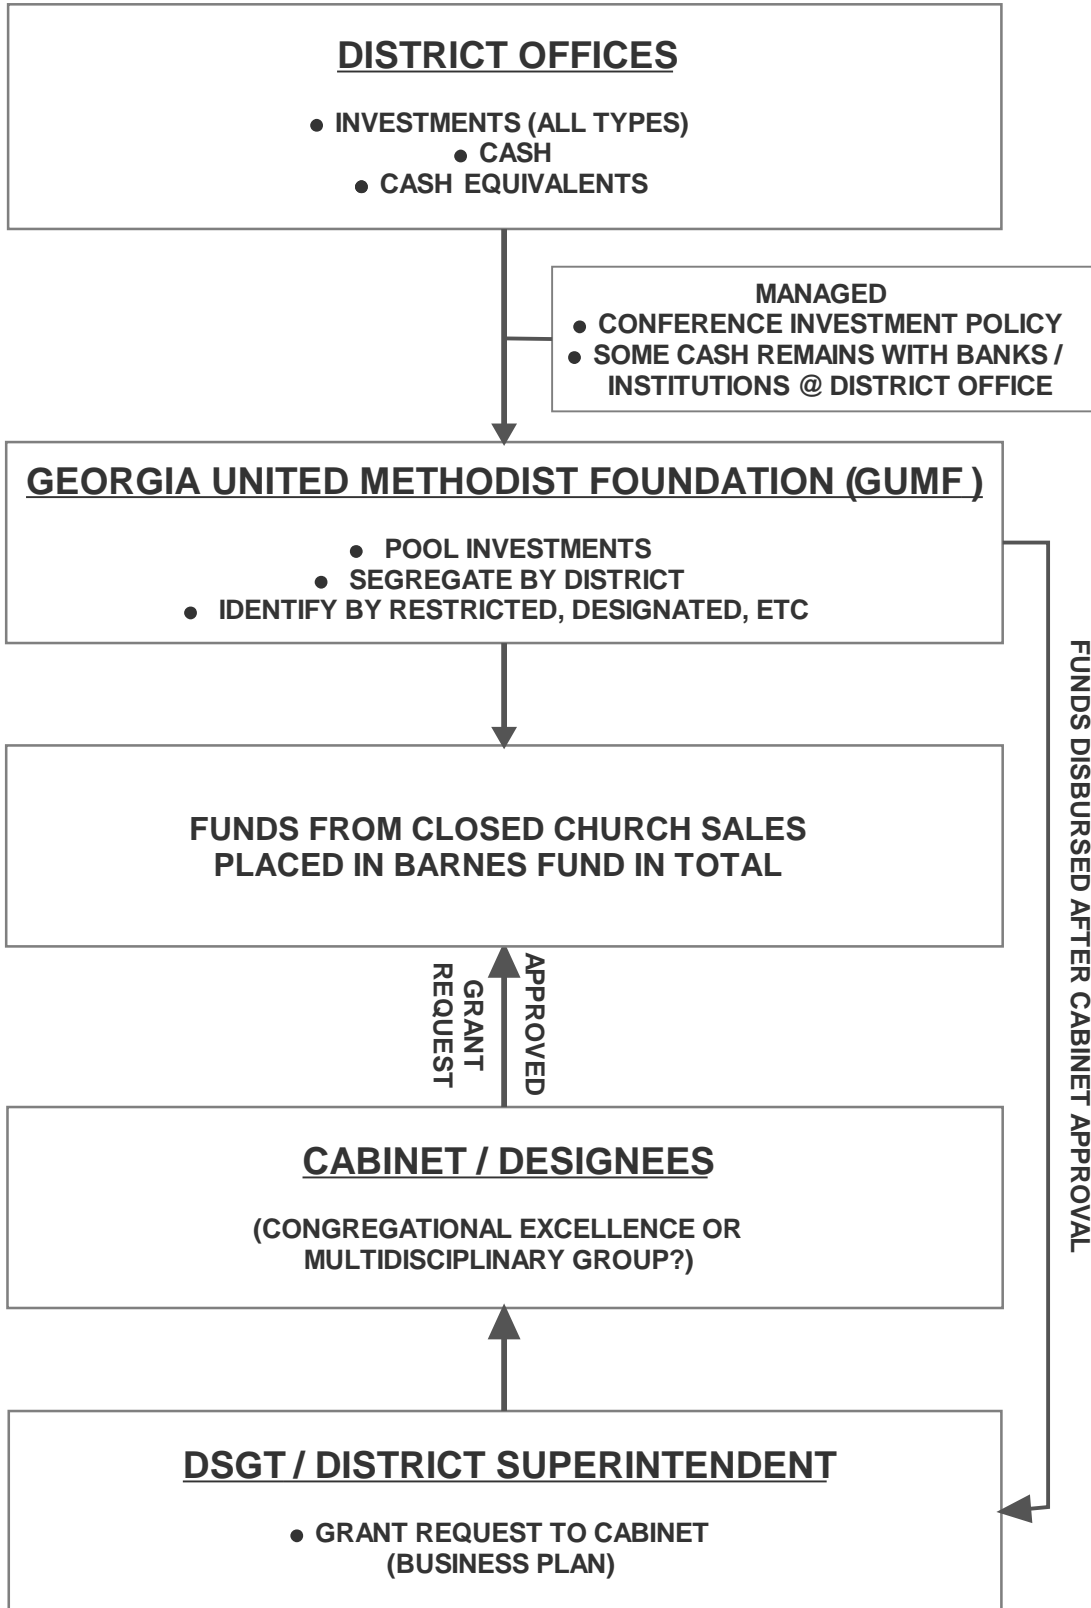 DISTRICT OFFICES
● INVESTMENTS (ALL TYPES)
● CASH
● CASH EQUIVALENTS
MANAGED
● CONFERENCE INVESTMENT POLICY
● SOME CASH REMAINS WITH BANKS /
INSTITUTIONS @ DISTRICT OFFICE
GEORGIA UNITED METHODIST FOUNDATION (GUMF )
● POOL INVESTMENTS
● SEGREGATE BY DISTRICT
● IDENTIFY BY RESTRICTED, DESIGNATED, ETC
FUNDS DISBURSED AFTER CABINET APPROVAL
FUNDS FROM CLOSED CHURCH SALES
PLACED IN BARNES FUND IN TOTAL
GRANT
REQUEST
APPROVED
CABINET / DESIGNEES
(CONGREGATIONAL EXCELLENCE OR
MULTIDISCIPLINARY GROUP?)
DSGT / DISTRICT SUPERINTENDENT
● GRANT REQUEST TO CABINET
(BUSINESS PLAN)